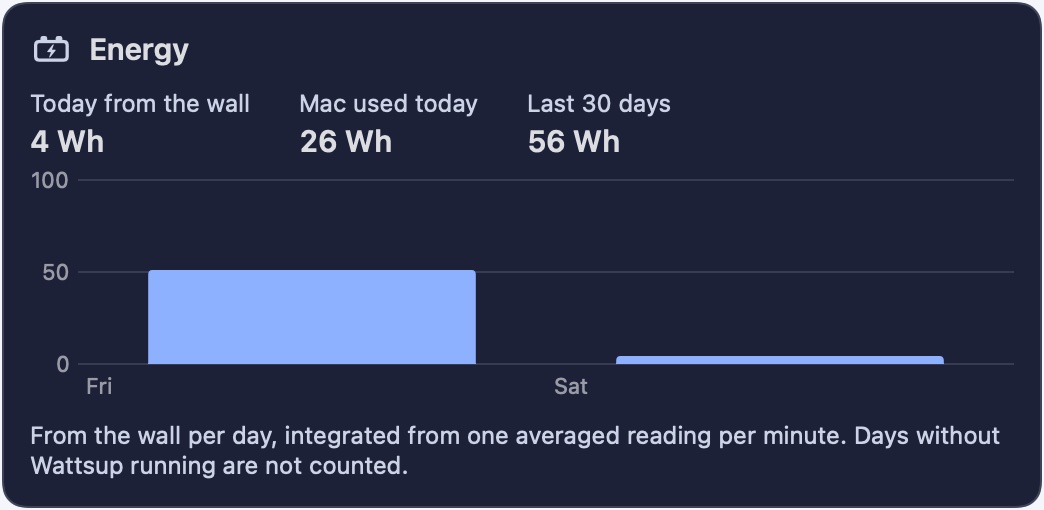 Energy
Today from the wall
Mac used today
Last 30 days
4 Wh
26 Wh
56 Wh
100
50
0
Fri
Sat
From the wall per day, integrated from one averaged reading per minute. Days without
Wattsup running are not counted.